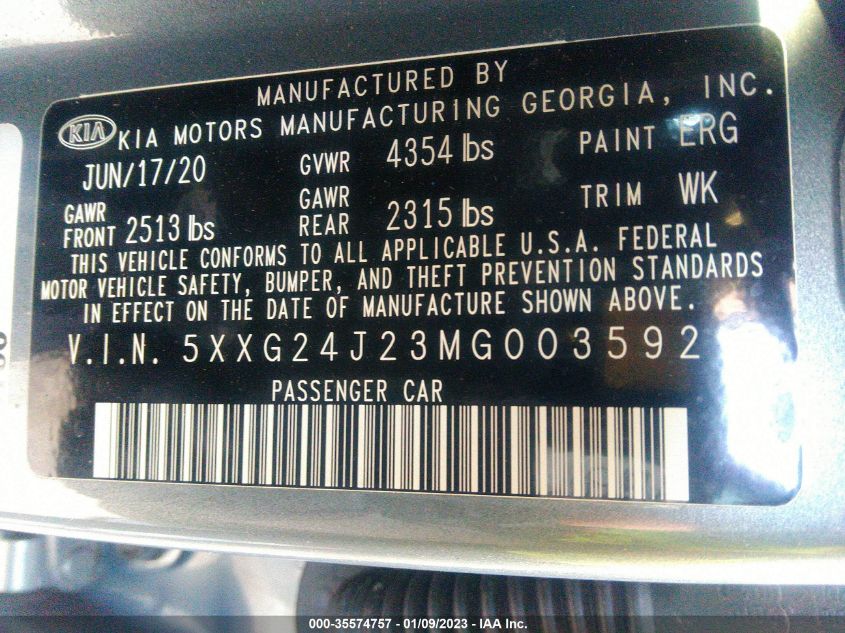 MANUFACTURED BY
KIA KIA MOTORS MANUFACTURING GEORGIA, INC.
JUN/17/20 GVWR 4354 lbs PAINT ERG
GAWR FRONT 2513 lbs GAWR REAR 2315 lbs TRIM WK
THIS VEHICLE CONFORMS TO ALL APPLICABLE U.S.A. FEDERAL
MOTOR VEHICLE SAFETY, BUMPER, AND THEFT PREVENTION STANDARDS
IN EFFECT ON THE DATE OF MANUFACTURE SHOWN ABOVE.
V.I.N. 5XXG24J23MG003592
PASSENGER CAR
000-35574757 - 01/09/2023 - IAA Inc.